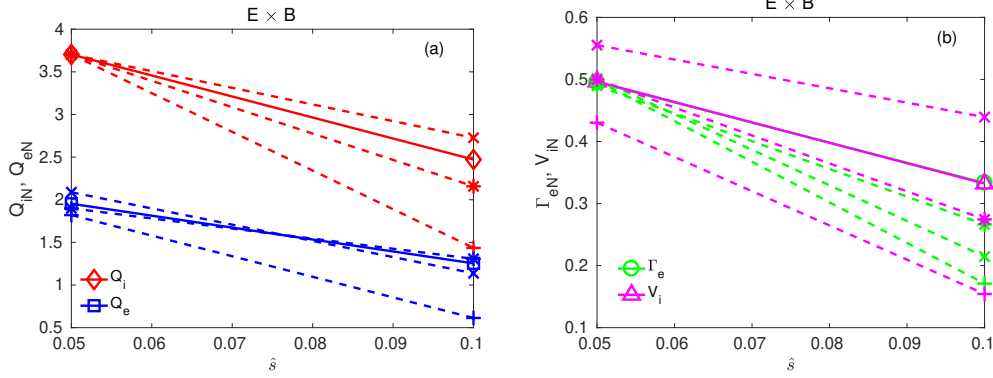 E × B
(a)
4
3.5
3
2.5
2
1.5
1
0.5
Q_iN, Q_eN
Q_i
Q_e
0.05 0.06 0.07 0.08 0.09 0.1
ŝ
E × B
(b)
0.6
0.5
0.4
0.3
0.2
0.1
Γ_eN, V_iN
Γ_e
V_i
0.05 0.06 0.07 0.08 0.09 0.1
ŝ